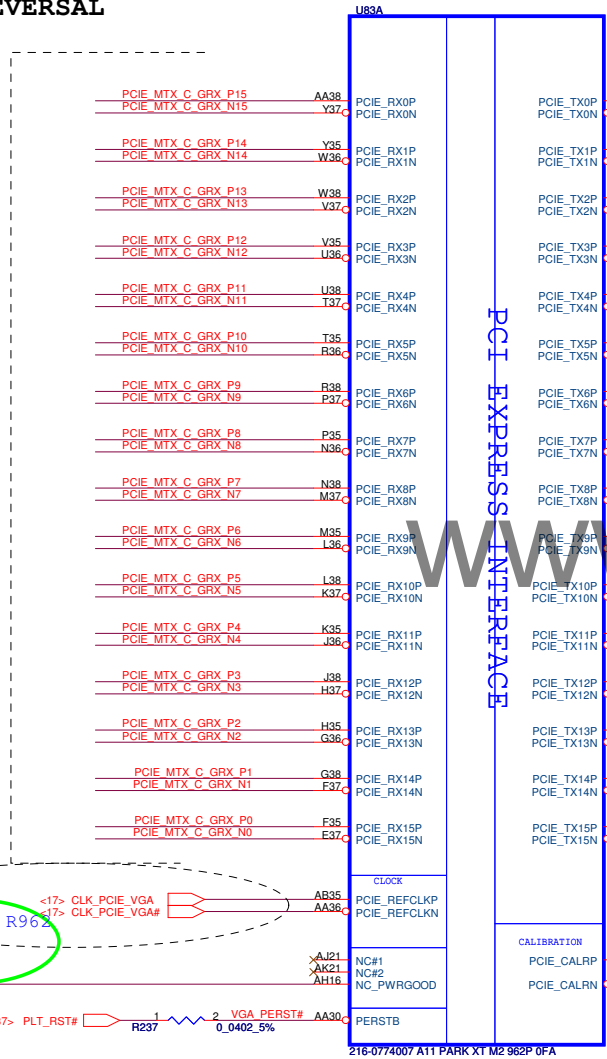 EVERSAL
U83A
PCIE_MTX_C_GRX_P15 AA38 PCIE_RX0P PCIE_TX0P
PCIE_MTX_C_GRX_N15 Y37 PCIE_RX0N PCIE_TX0N
PCIE_MTX_C_GRX_P14 Y35 PCIE_RX1P PCIE_TX1P
PCIE_MTX_C_GRX_N14 W36 PCIE_RX1N PCIE_TX1N
PCIE_MTX_C_GRX_P13 W38 PCIE_RX2P PCIE_TX2P
PCIE_MTX_C_GRX_N13 V37 PCIE_RX2N PCIE_TX2N
PCIE_MTX_C_GRX_P12 V35 PCIE_RX3P PCIE_TX3P
PCIE_MTX_C_GRX_N12 U36 PCIE_RX3N PCIE_TX3N
PCIE_MTX_C_GRX_P11 U38 PCIE_RX4P PCIE_TX4P
PCIE_MTX_C_GRX_N11 T37 PCIE_RX4N PCIE_TX4N
PCIE_MTX_C_GRX_P10 T35 PCIE_RX5P PCIE_TX5P
PCIE_MTX_C_GRX_N10 R36 PCIE_RX5N PCIE_TX5N
PCIE_MTX_C_GRX_P9 R38 PCIE_RX6P PCIE_TX6P
PCIE_MTX_C_GRX_N9 P37 PCIE_RX6N PCIE_TX6N
PCIE_MTX_C_GRX_P8 P35 PCIE_RX7P PCIE_TX7P
PCIE_MTX_C_GRX_N8 N36 PCIE_RX7N PCIE_TX7N
PCIE_MTX_C_GRX_P7 N38 PCIE_RX8P PCIE_TX8P
PCIE_MTX_C_GRX_N7 M37 PCIE_RX8N PCIE_TX8N
PCIE_MTX_C_GRX_P6 M35 PCIE_RX9P PCIE_TX9P
PCIE_MTX_C_GRX_N6 L36 PCIE_RX9N PCIE_TX9N
PCIE_MTX_C_GRX_P5 L38 PCIE_RX10P PCIE_TX10P
PCIE_MTX_C_GRX_N5 K37 PCIE_RX10N PCIE_TX10N
PCIE_MTX_C_GRX_P4 K35 PCIE_RX11P PCIE_TX11P
PCIE_MTX_C_GRX_N4 J36 PCIE_RX11N PCIE_TX11N
PCIE_MTX_C_GRX_P3 J38 PCIE_RX12P PCIE_TX12P
PCIE_MTX_C_GRX_N3 H37 PCIE_RX12N PCIE_TX12N
PCIE_MTX_C_GRX_P2 H35 PCIE_RX13P PCIE_TX13P
PCIE_MTX_C_GRX_N2 G36 PCIE_RX13N PCIE_TX13N
PCIE_MTX_C_GRX_P1 G38 PCIE_RX14P PCIE_TX14P
PCIE_MTX_C_GRX_N1 F37 PCIE_RX14N PCIE_TX14N
PCIE_MTX_C_GRX_P0 F35 PCIE_RX15P PCIE_TX15P
PCIE_MTX_C_GRX_N0 E37 PCIE_RX15N PCIE_TX15N
PCI EXPRESS INTERFACE
WW
CLOCK
<17> CLK_PCIE_VGA AB35 PCIE_REFCLKP
<17> CLK_PCIE_VGA# AA36 PCIE_REFCLKN
R962
CALIBRATION
AJ21 NC#1 PCIE_CALRP
AK21 NC#2
AH16 NC_PWRGOOD PCIE_CALRN
7> PLT_RST# 1 2 VGA_PERST# AA30 PERSTB
R237 0_0402_5%
216-0774007 A11 PARK XT M2 962P 0FA